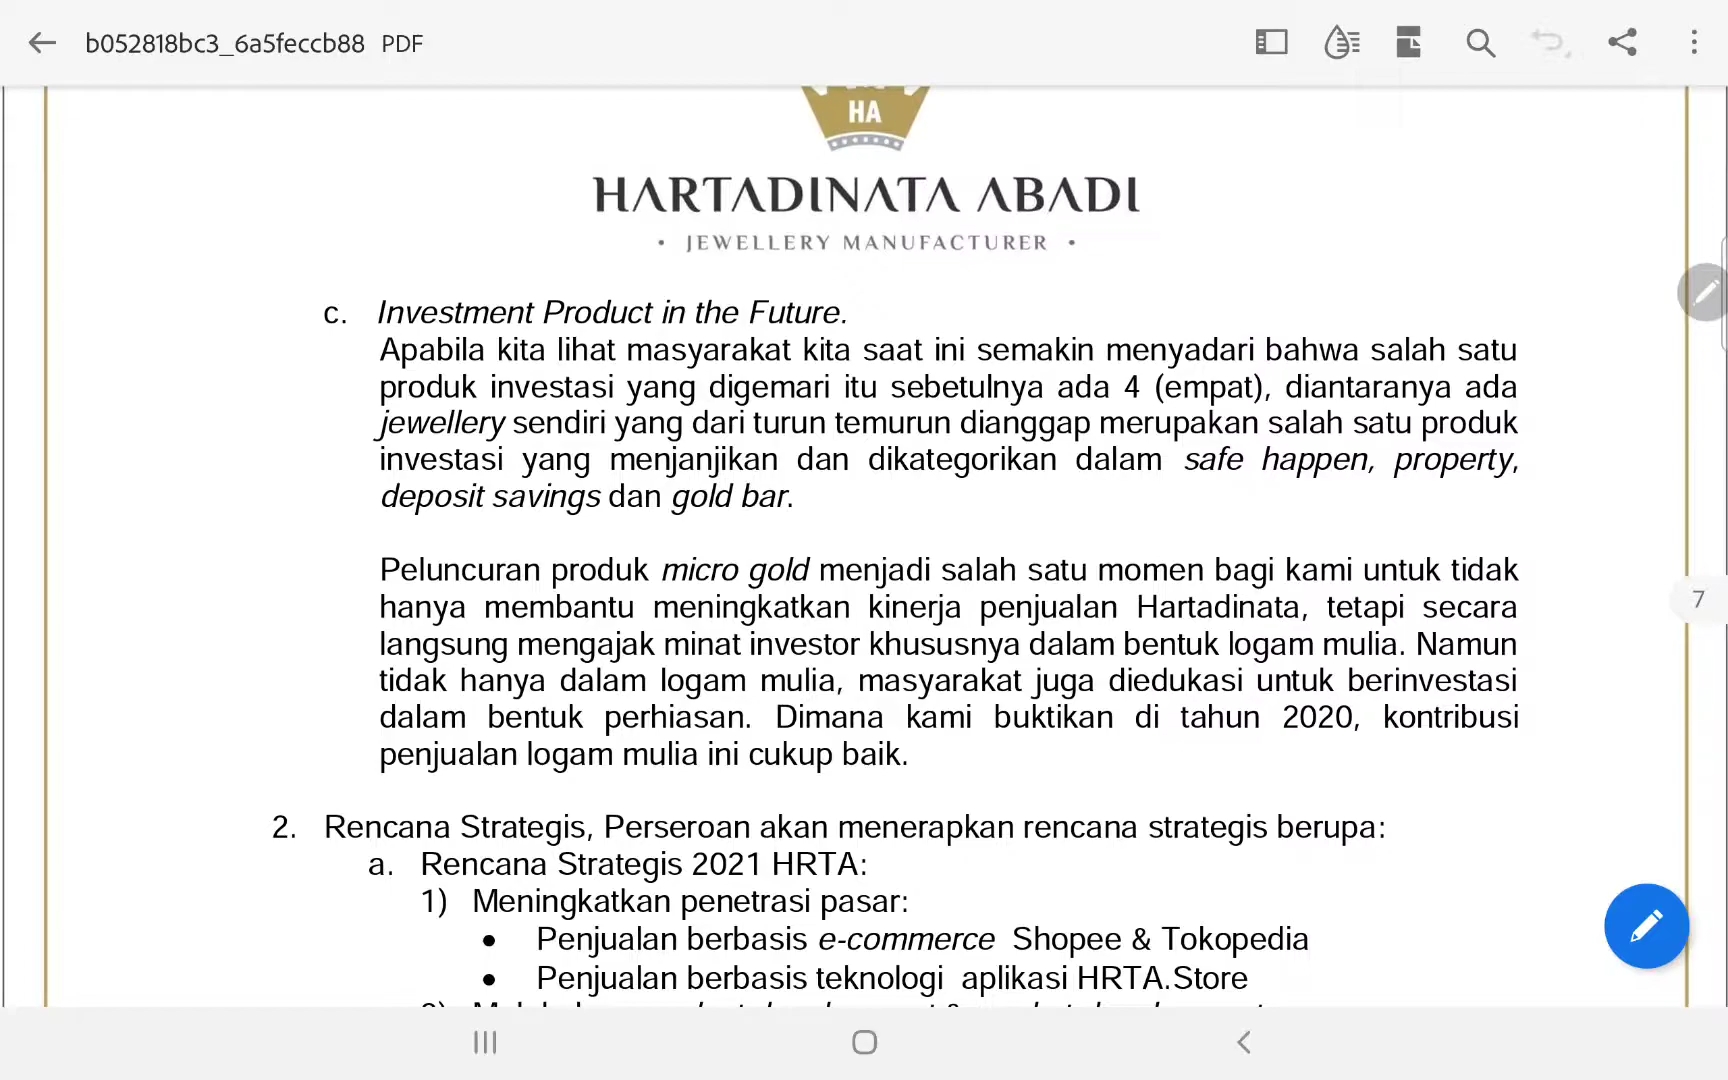 b052818bc3_6a5feccb88 PDF
HA
HARTADINATA ABADI
• JEWELLERY MANUFACTURER •
c. Investment Product in the Future.
Apabila kita lihat masyarakat kita saat ini semakin menyadari bahwa salah satu
produk investasi yang digemari itu sebetulnya ada 4 (empat), diantaranya ada
jewellery sendiri yang dari turun temurun dianggap merupakan salah satu produk
investasi yang menjanjikan dan dikategorikan dalam safe happen, property,
deposit savings dan gold bar.
Peluncuran produk micro gold menjadi salah satu momen bagi kami untuk tidak
hanya membantu meningkatkan kinerja penjualan Hartadinata, tetapi secara
langsung mengajak minat investor khususnya dalam bentuk logam mulia. Namun
tidak hanya dalam logam mulia, masyarakat juga diedukasi untuk berinvestasi
dalam bentuk perhiasan. Dimana kami buktikan di tahun 2020, kontribusi
penjualan logam mulia ini cukup baik.
7
2. Rencana Strategis, Perseroan akan menerapkan rencana strategis berupa:
a. Rencana Strategis 2021 HRTA:
1) Meningkatkan penetrasi pasar:
• Penjualan berbasis e-commerce Shopee & Tokopedia
• Penjualan berbasis teknologi aplikasi HRTA.Store